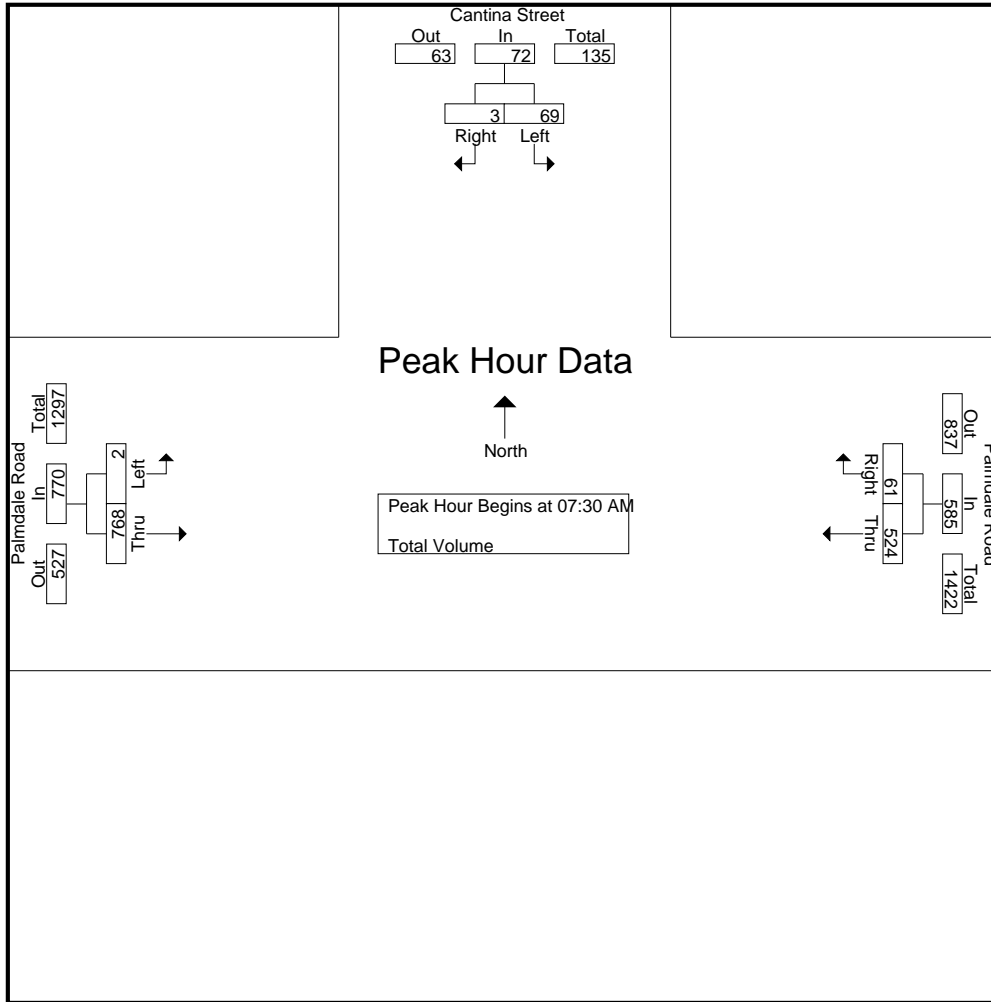 Cantina Street
Out In Total
63 72 135
3 69
Right Left
Peak Hour Data
North
Peak Hour Begins at 07:30 AM
Total Volume
Palmdale Road
Total In Out
1297 770 527
2 768
Left Thru
Palmdale Road
Out In Total
837 585 1422
61 524
Right Thru